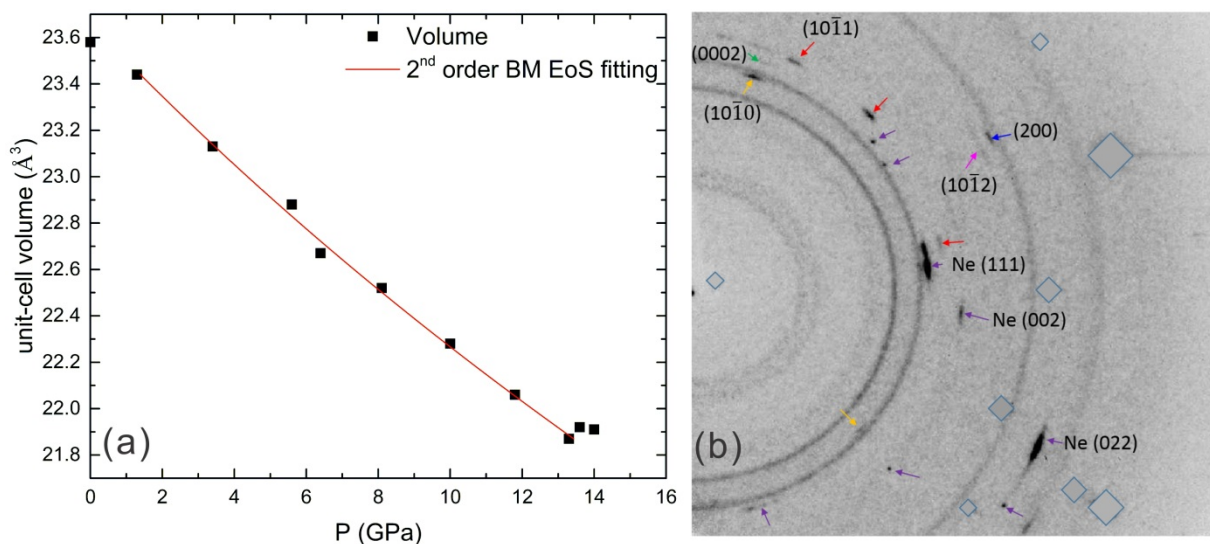 unit-cell volume (Å³)
23.6
23.4
23.2
23.0
22.8
22.6
22.4
22.2
22.0
21.8
Volume
2nd order BM EoS fitting
(a)
0 2 4 6 8 10 12 14 16
P (GPa)
(101̄1)
(0002)
(101̄0)
(200)
(101̄2)
Ne (111)
Ne (002)
Ne (022)
(b)